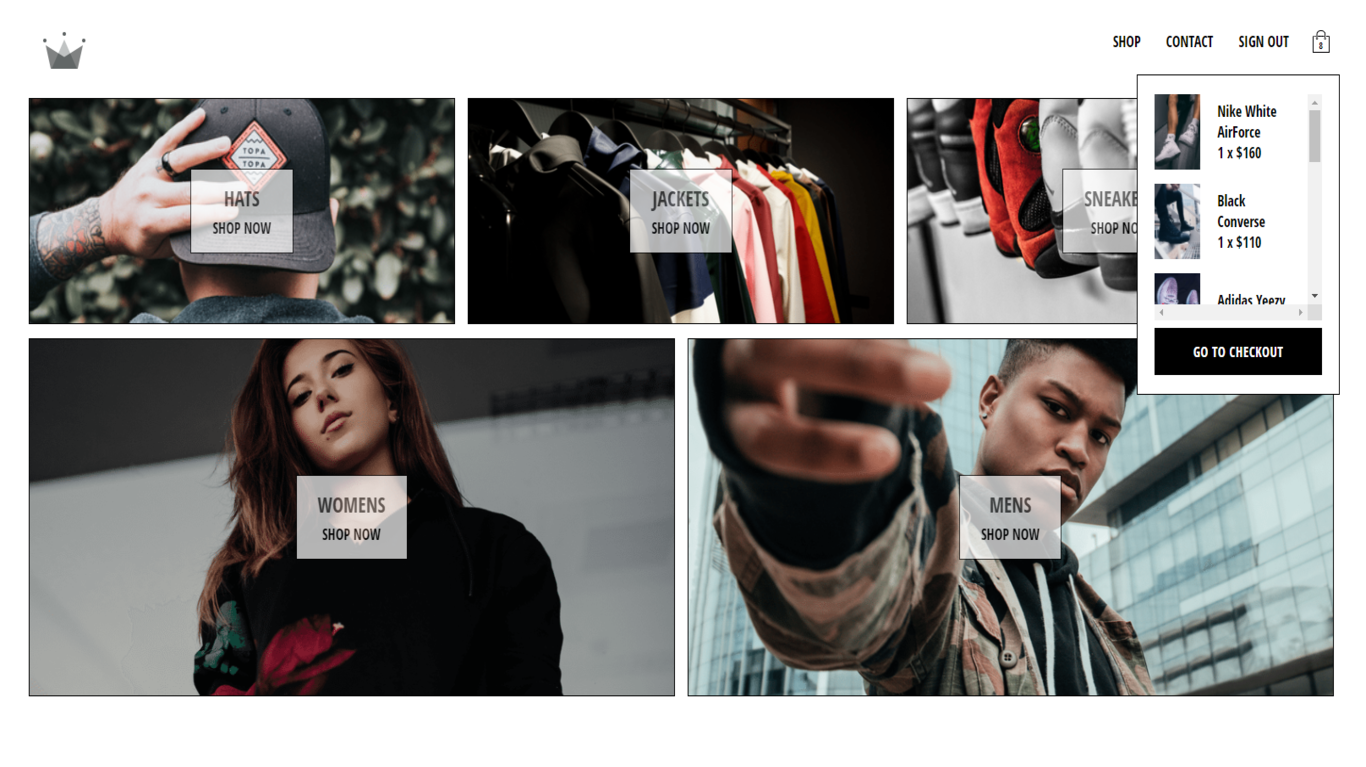 SHOP
CONTACT
SIGN OUT
8
Nike White
AirForce
1 x $160
Black
Converse
1 x $110
Adidas Yeezy
GO TO CHECKOUT
TOPA
TOPA
HATS
SHOP NOW
JACKETS
SHOP NOW
SNEAKE
SHOP NO
WOMENS
SHOP NOW
MENS
SHOP NOW